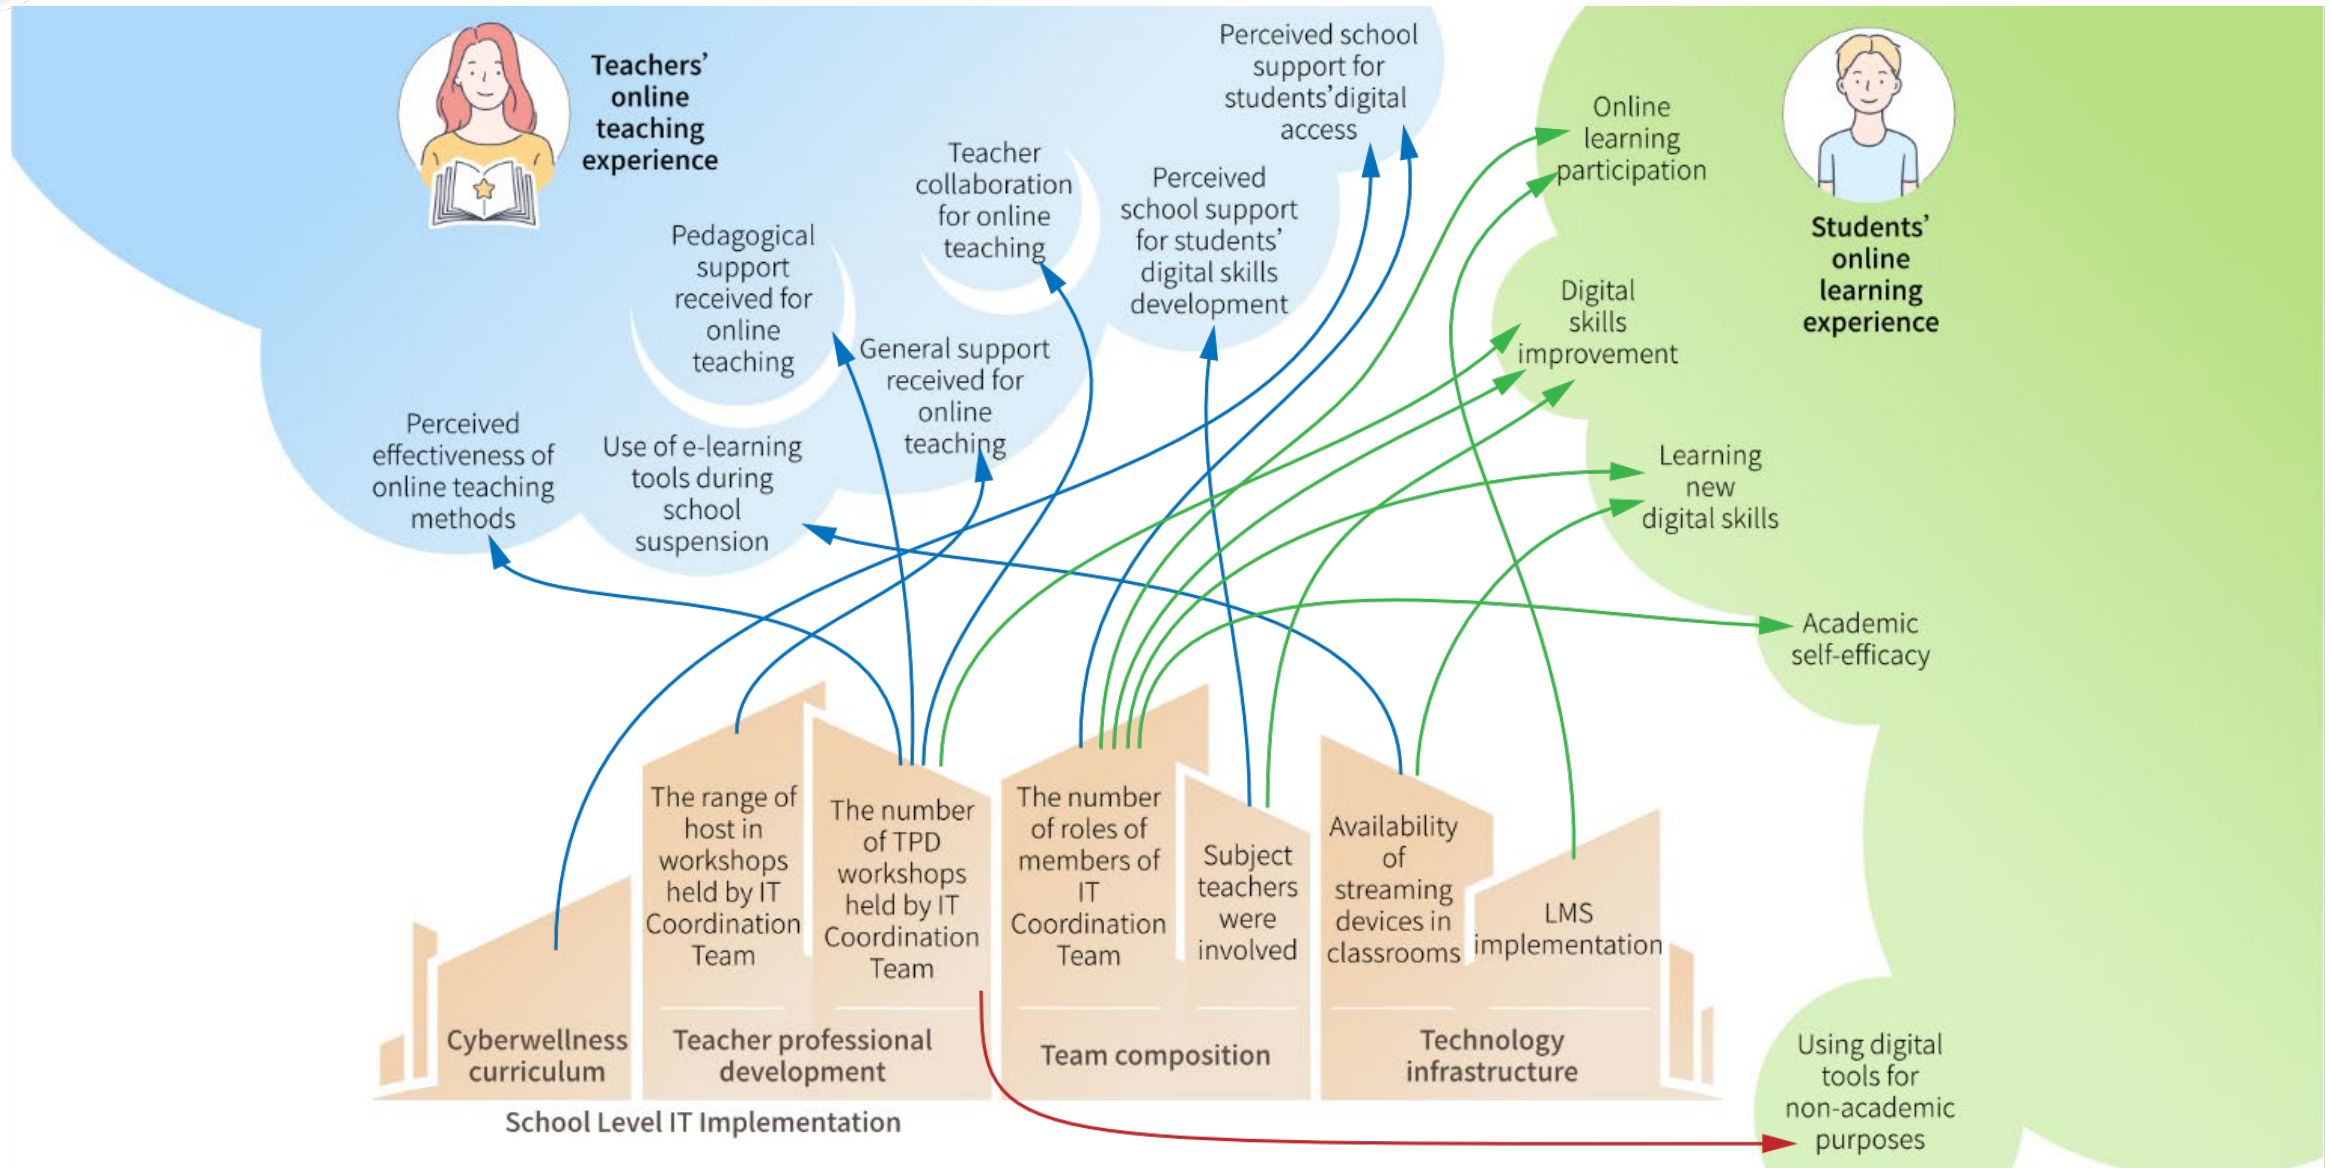 Teachers’
online
teaching
experience
Perceived school
support for
students’digital
access
Teacher
collaboration
for online
teaching
Perceived
school support
for students’
digital skills
development
Pedagogical
support
received for
online
teaching
General support
received for
online
teaching
Perceived
effectiveness of
online teaching
methods
Use of e-learning
tools during
school
suspension
Online
learning
participation
Students’
online
learning
experience
Digital
skills
improvement
Learning
new
digital skills
Academic
self-efficacy
Using digital
tools for
non-academic
purposes
The range of
host in
workshops
held by IT
Coordination
Team
The number
of TPD
workshops
held by IT
Coordination
Team
The number
of roles of
members of
IT
Coordination
Team
Subject
teachers
were
involved
Availability
of
streaming
devices in
classrooms
LMS
implementation
Cyberwellness
curriculum
Teacher professional
development
Team composition
Technology
infrastructure
School Level IT Implementation